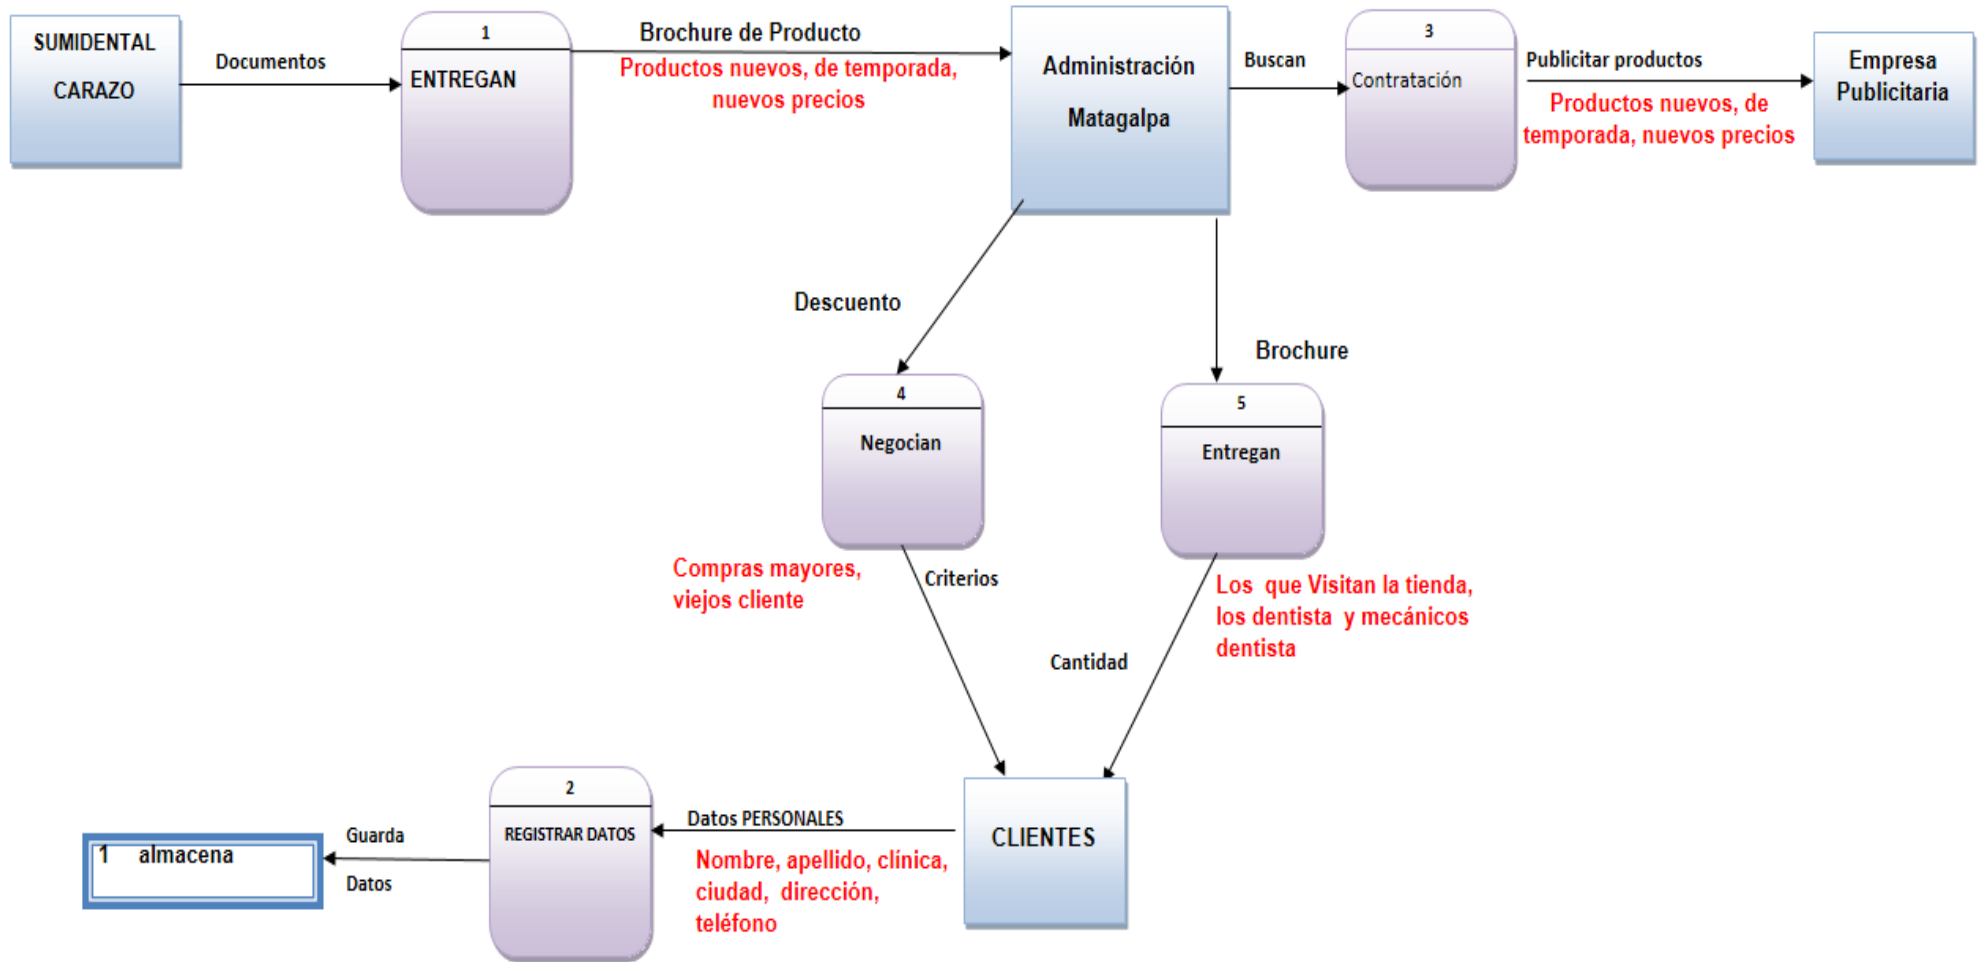 SUMIDENTAL
CARAZO
Documentos
1
ENTREGAN
Brochure de Producto
Productos nuevos, de temporada,
nuevos precios
Administración
Matagalpa
Buscan
3
Contratación
Publicitar productos
Productos nuevos, de
temporada, nuevos precios
Empresa
Publicitaria
Descuento
Brochure
4
Negocian
5
Entregan
Compras mayores,
viejos cliente
Criterios
Los que Visitan la tienda,
los dentista y mecánicos
dentista
Cantidad
1 almacena
Guarda
Datos
2
REGISTRAR DATOS
Datos PERSONALES
Nombre, apellido, clínica,
ciudad, dirección,
teléfono
CLIENTES